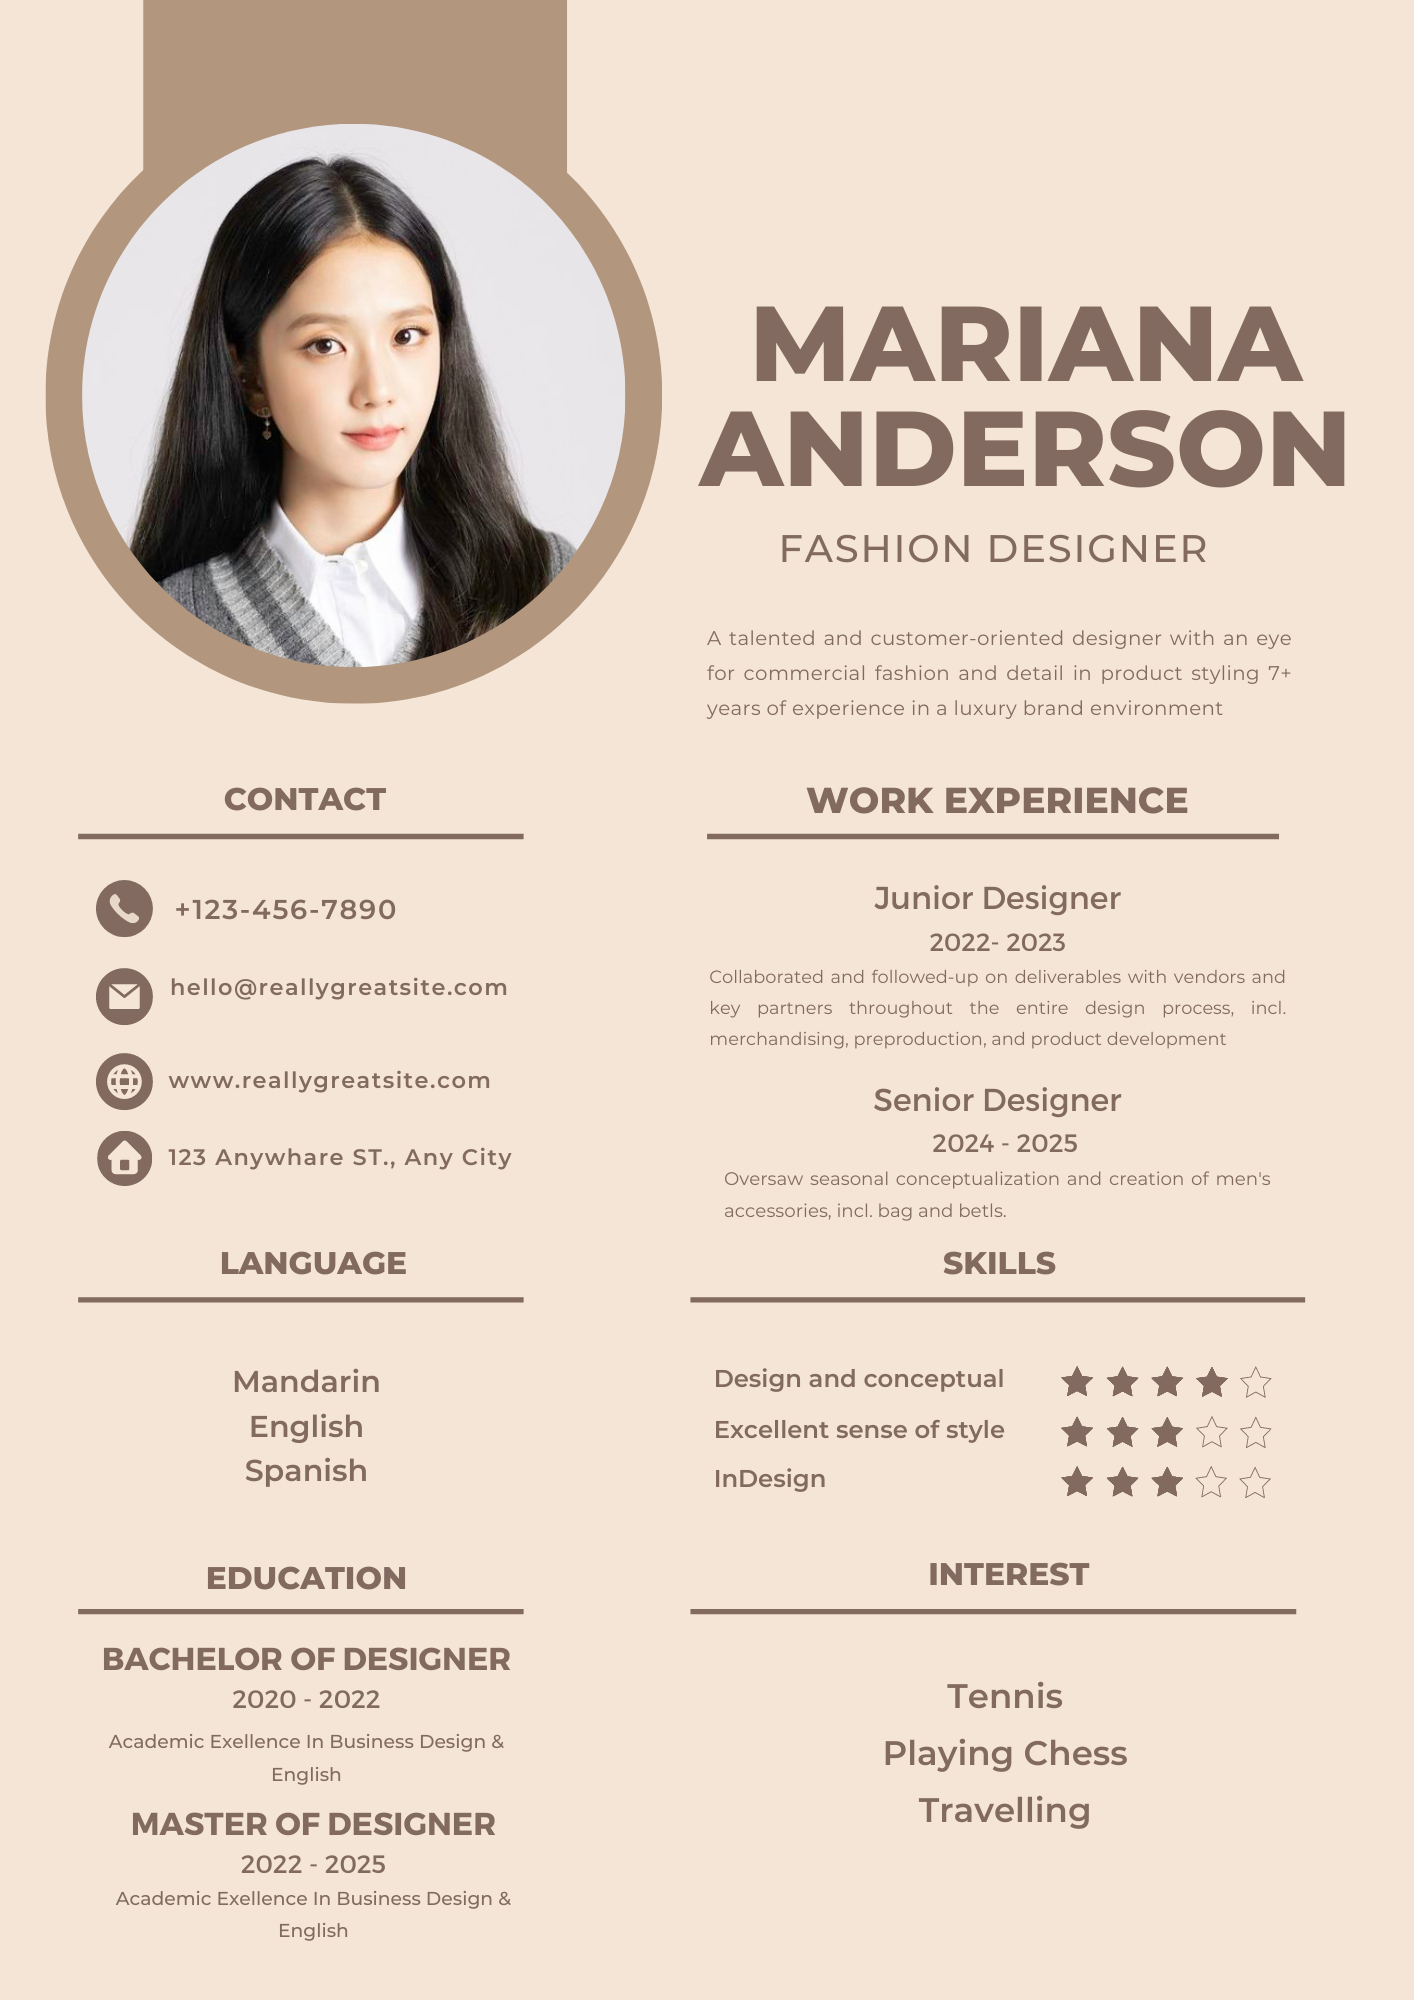 MARIANA
ANDERSON
FASHION DESIGNER
A talented and customer-oriented designer with an eye
for commercial fashion and detail in product styling 7+
years of experience in a luxury brand environment
CONTACT
+123-456-7890
hello@reallygreatsite.com
www.reallygreatsite.com
123 Anywhare ST., Any City
LANGUAGE
Mandarin
English
Spanish
EDUCATION
BACHELOR OF DESIGNER
2020 - 2022
Academic Exellence In Business Design &
English
MASTER OF DESIGNER
2022 - 2025
Academic Exellence In Business Design &
English
WORK EXPERIENCE
Junior Designer
2022- 2023
Collaborated and followed-up on deliverables with vendors and
key partners throughout the entire design process, incl.
merchandising, preproduction, and product development
Senior Designer
2024 - 2025
Oversaw seasonal conceptualization and creation of men's
accessories, incl. bag and betls.
SKILLS
Design and conceptual
Excellent sense of style
InDesign
INTEREST
Tennis
Playing Chess
Travelling